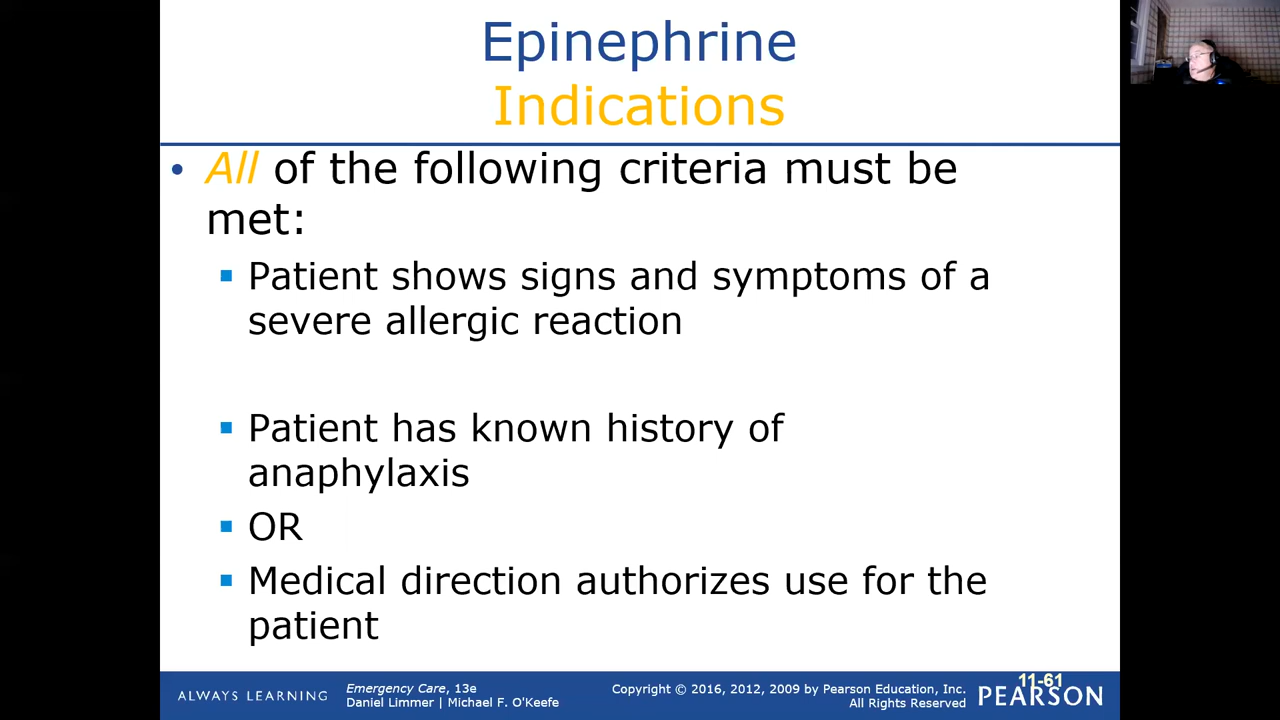 Epinephrine
Indications
• All of the following criteria must be
met:
▪ Patient shows signs and symptoms of a
severe allergic reaction
▪ Patient has known history of
anaphylaxis
▪ OR
▪ Medical direction authorizes use for the
patient
ALWAYS LEARNING
Emergency Care, 13e
Daniel Limmer | Michael F. O'Keefe
Copyright © 2016, 2012, 2009 by Pearson Education, Inc.
All Rights Reserved
11-61
PEARSON